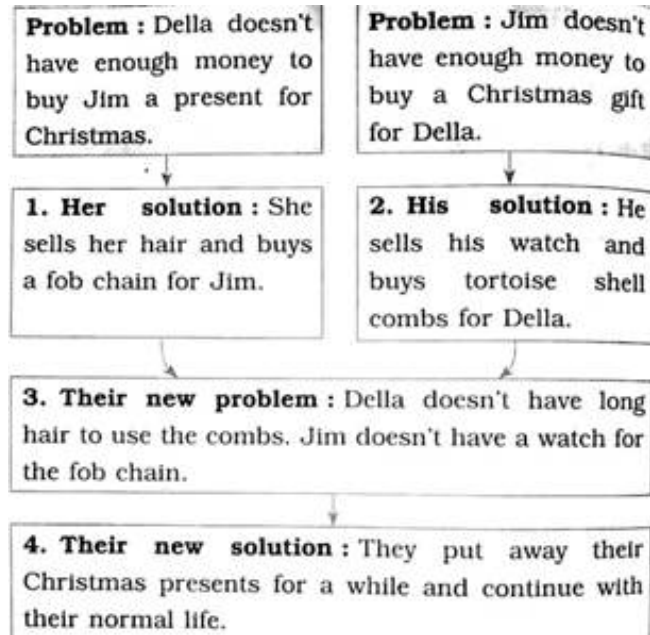 Problem : Della doesn't
have enough money to
buy Jim a present for
Christmas.
Problem : Jim doesn't
have enough money to
buy a Christmas gift
for Della.
1. Her solution : She
sells her hair and buys
a fob chain for Jim.
2. His solution : He
sells his watch and
buys tortoise shell
combs for Della.
3. Their new problem : Della doesn't have long
hair to use the combs. Jim doesn't have a watch for
the fob chain.
4. Their new solution : They put away their
Christmas presents for a while and continue with
their normal life.